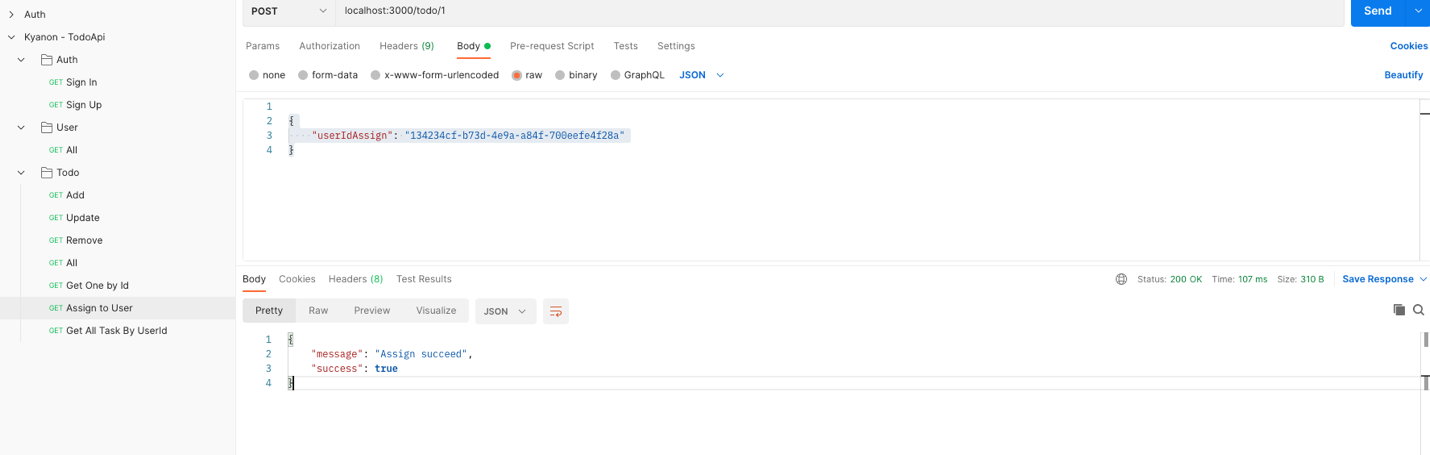 Auth
Kyanon - TodoApi
Auth
GET Sign In
GET Sign Up
User
GET All
Todo
GET Add
GET Update
GET Remove
GET All
GET Get One by Id
GET Assign to User
GET Get All Task By UserId
POST localhost:3000/todo/1 Send
Params Authorization Headers (9) Body Pre-request Script Tests Settings Cookies
none form-data x-www-form-urlencoded raw binary GraphQL JSON Beautify
1
2 {
3 "userIdAssign": "134234cf-b73d-4e9a-a84f-700eefe4f28a"
4 }
Body Cookies Headers (8) Test Results Status: 200 OK Time: 107 ms Size: 310 B Save Response
Pretty Raw Preview Visualize JSON
1 {
2 "message": "Assign succeed",
3 "success": true
4 }